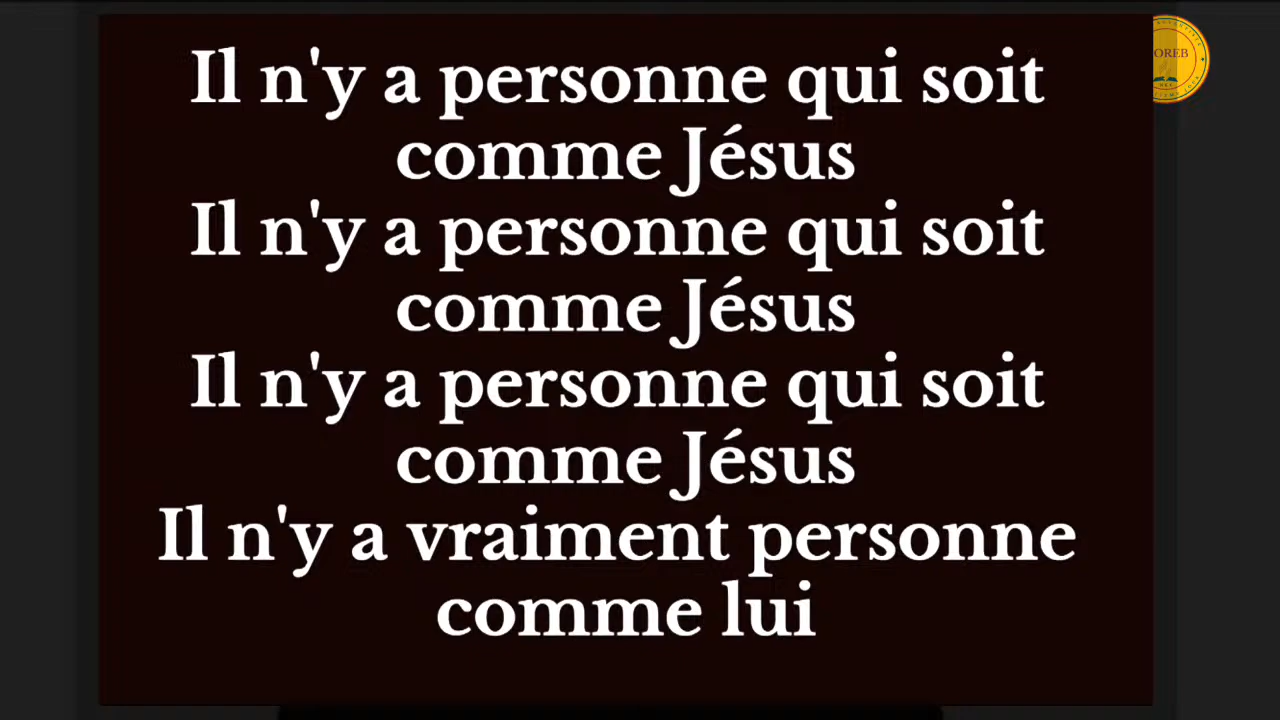 Il n'y a personne qui soit
comme Jésus
Il n'y a personne qui soit
comme Jésus
Il n'y a personne qui soit
comme Jésus
Il n'y a vraiment personne
comme lui
OREB